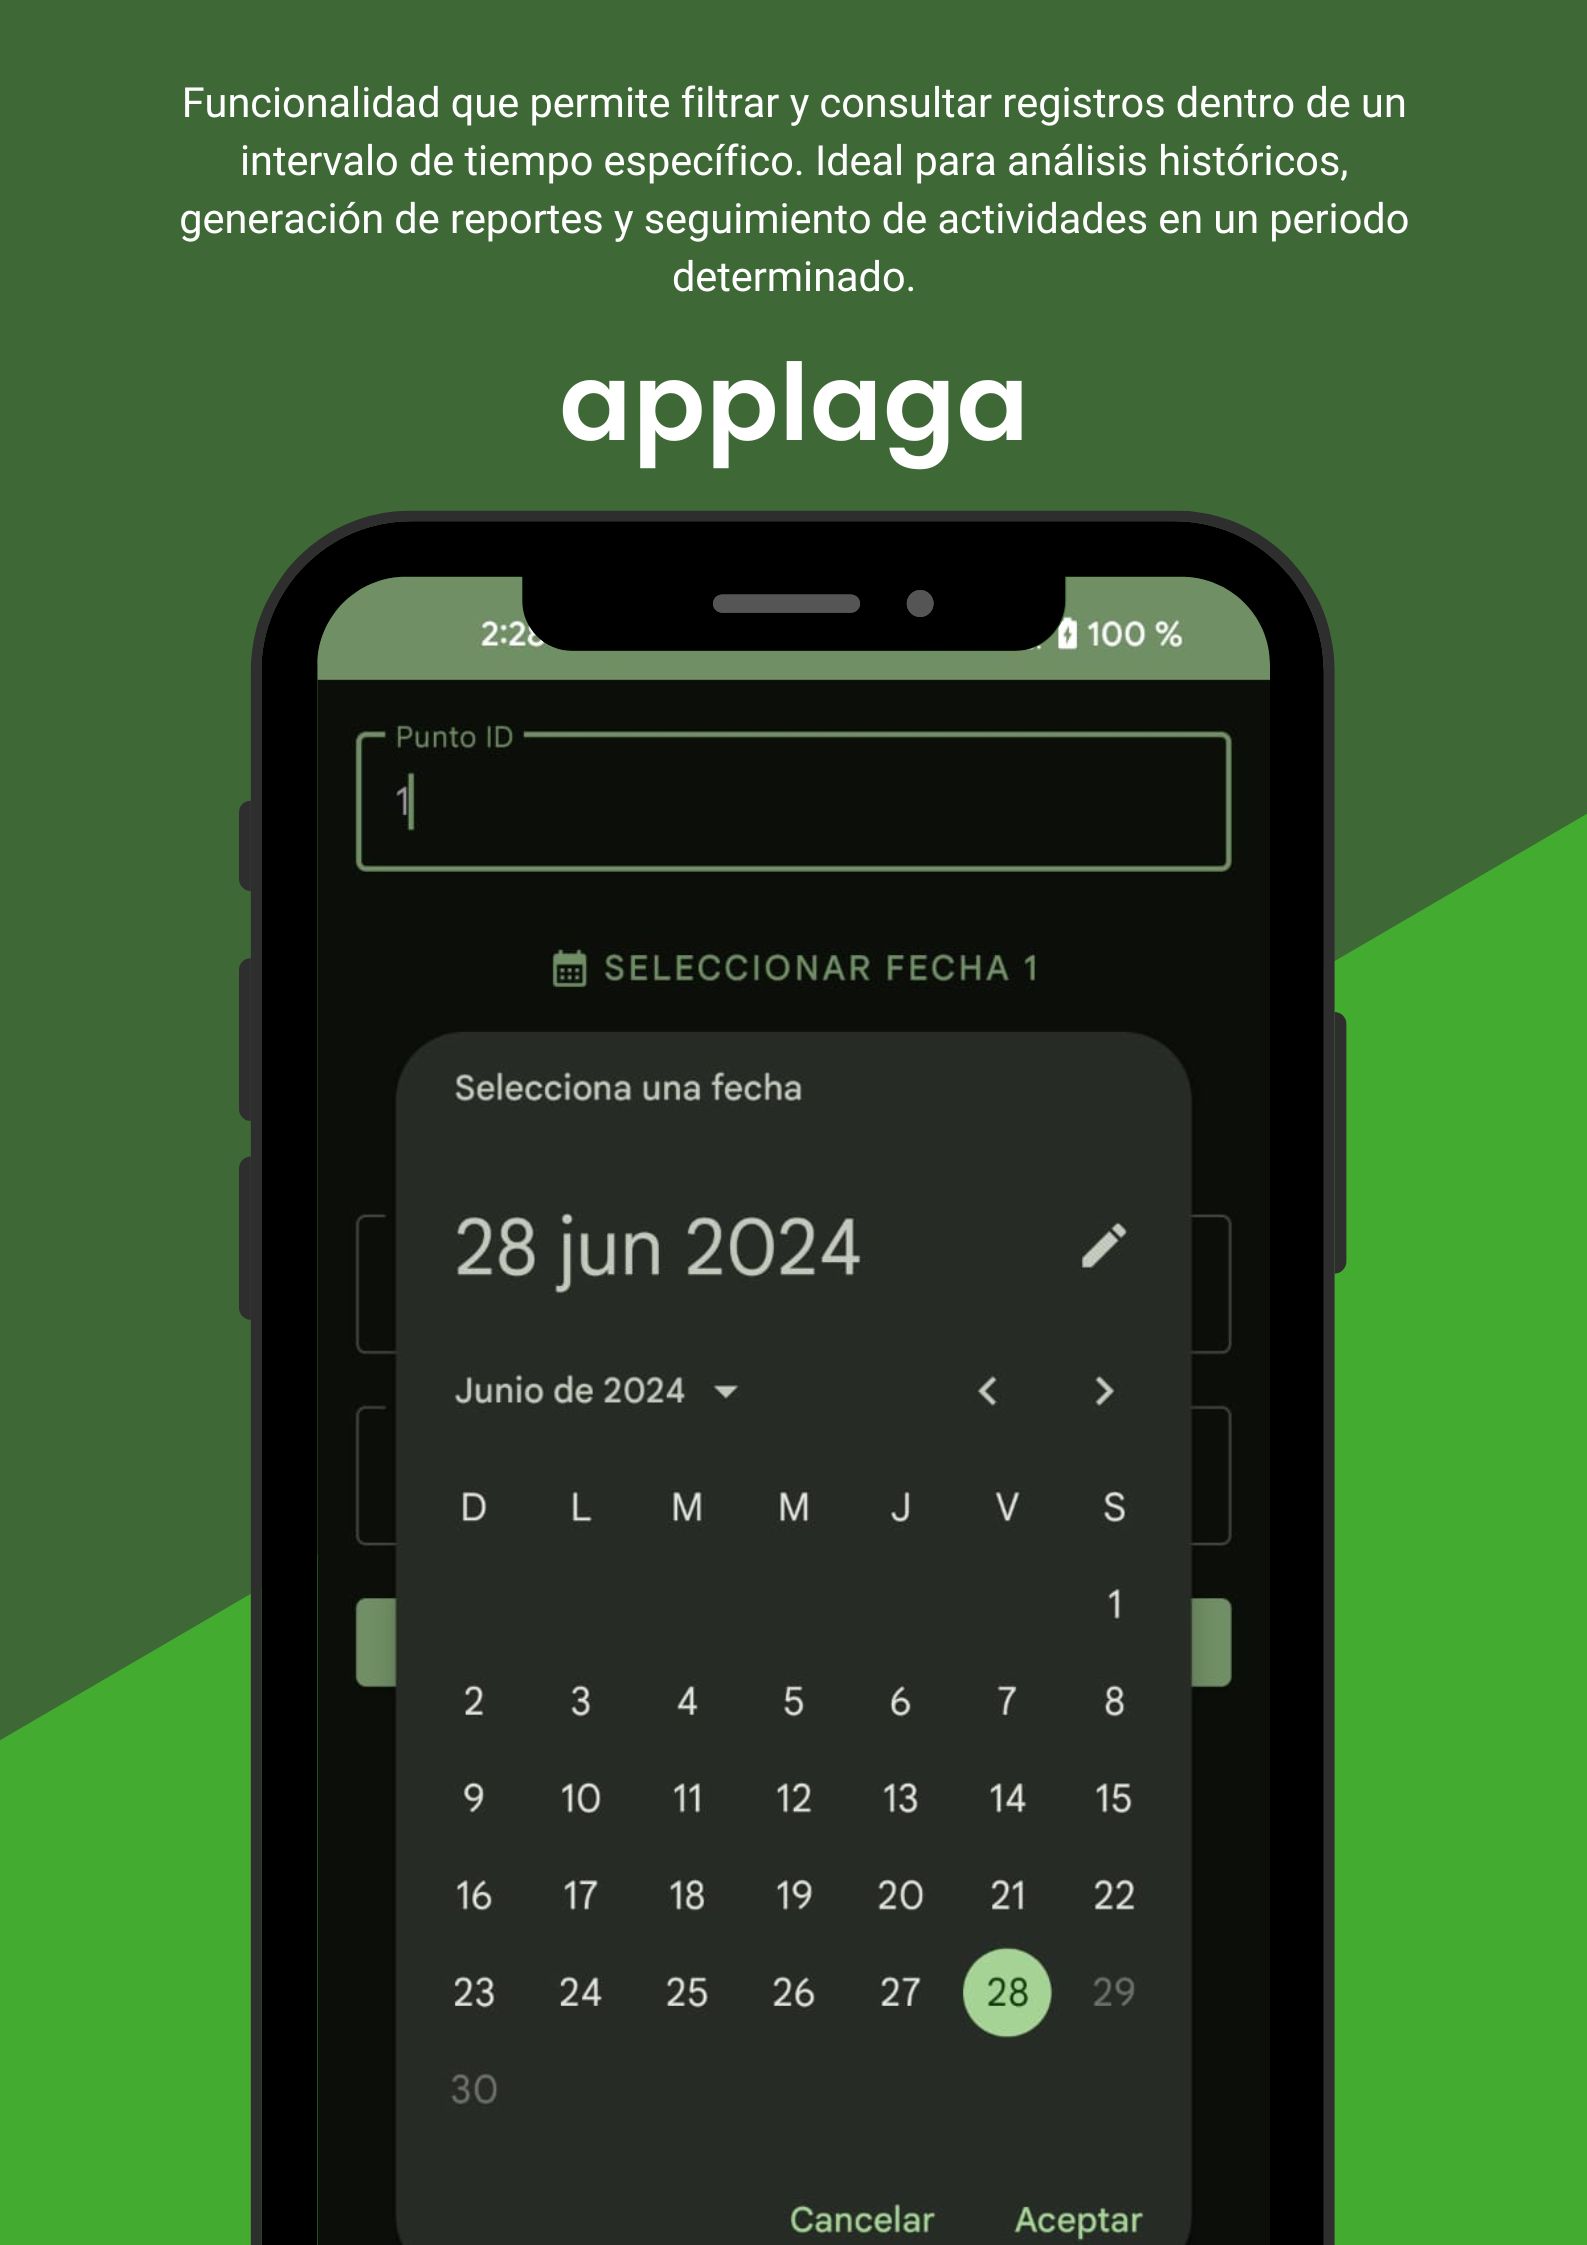 Funcionalidad que permite filtrar y consultar registros dentro de un
intervalo de tiempo específico. Ideal para análisis históricos,
generación de reportes y seguimiento de actividades en un periodo
determinado.
applaga
100 %
Punto ID
1
SELECCIONAR FECHA 1
Selecciona una fecha
28 jun 2024
Junio de 2024
D L M M J V S
1
2 3 4 5 6 7 8
9 10 11 12 13 14 15
16 17 18 19 20 21 22
23 24 25 26 27 28 29
30
Cancelar Aceptar